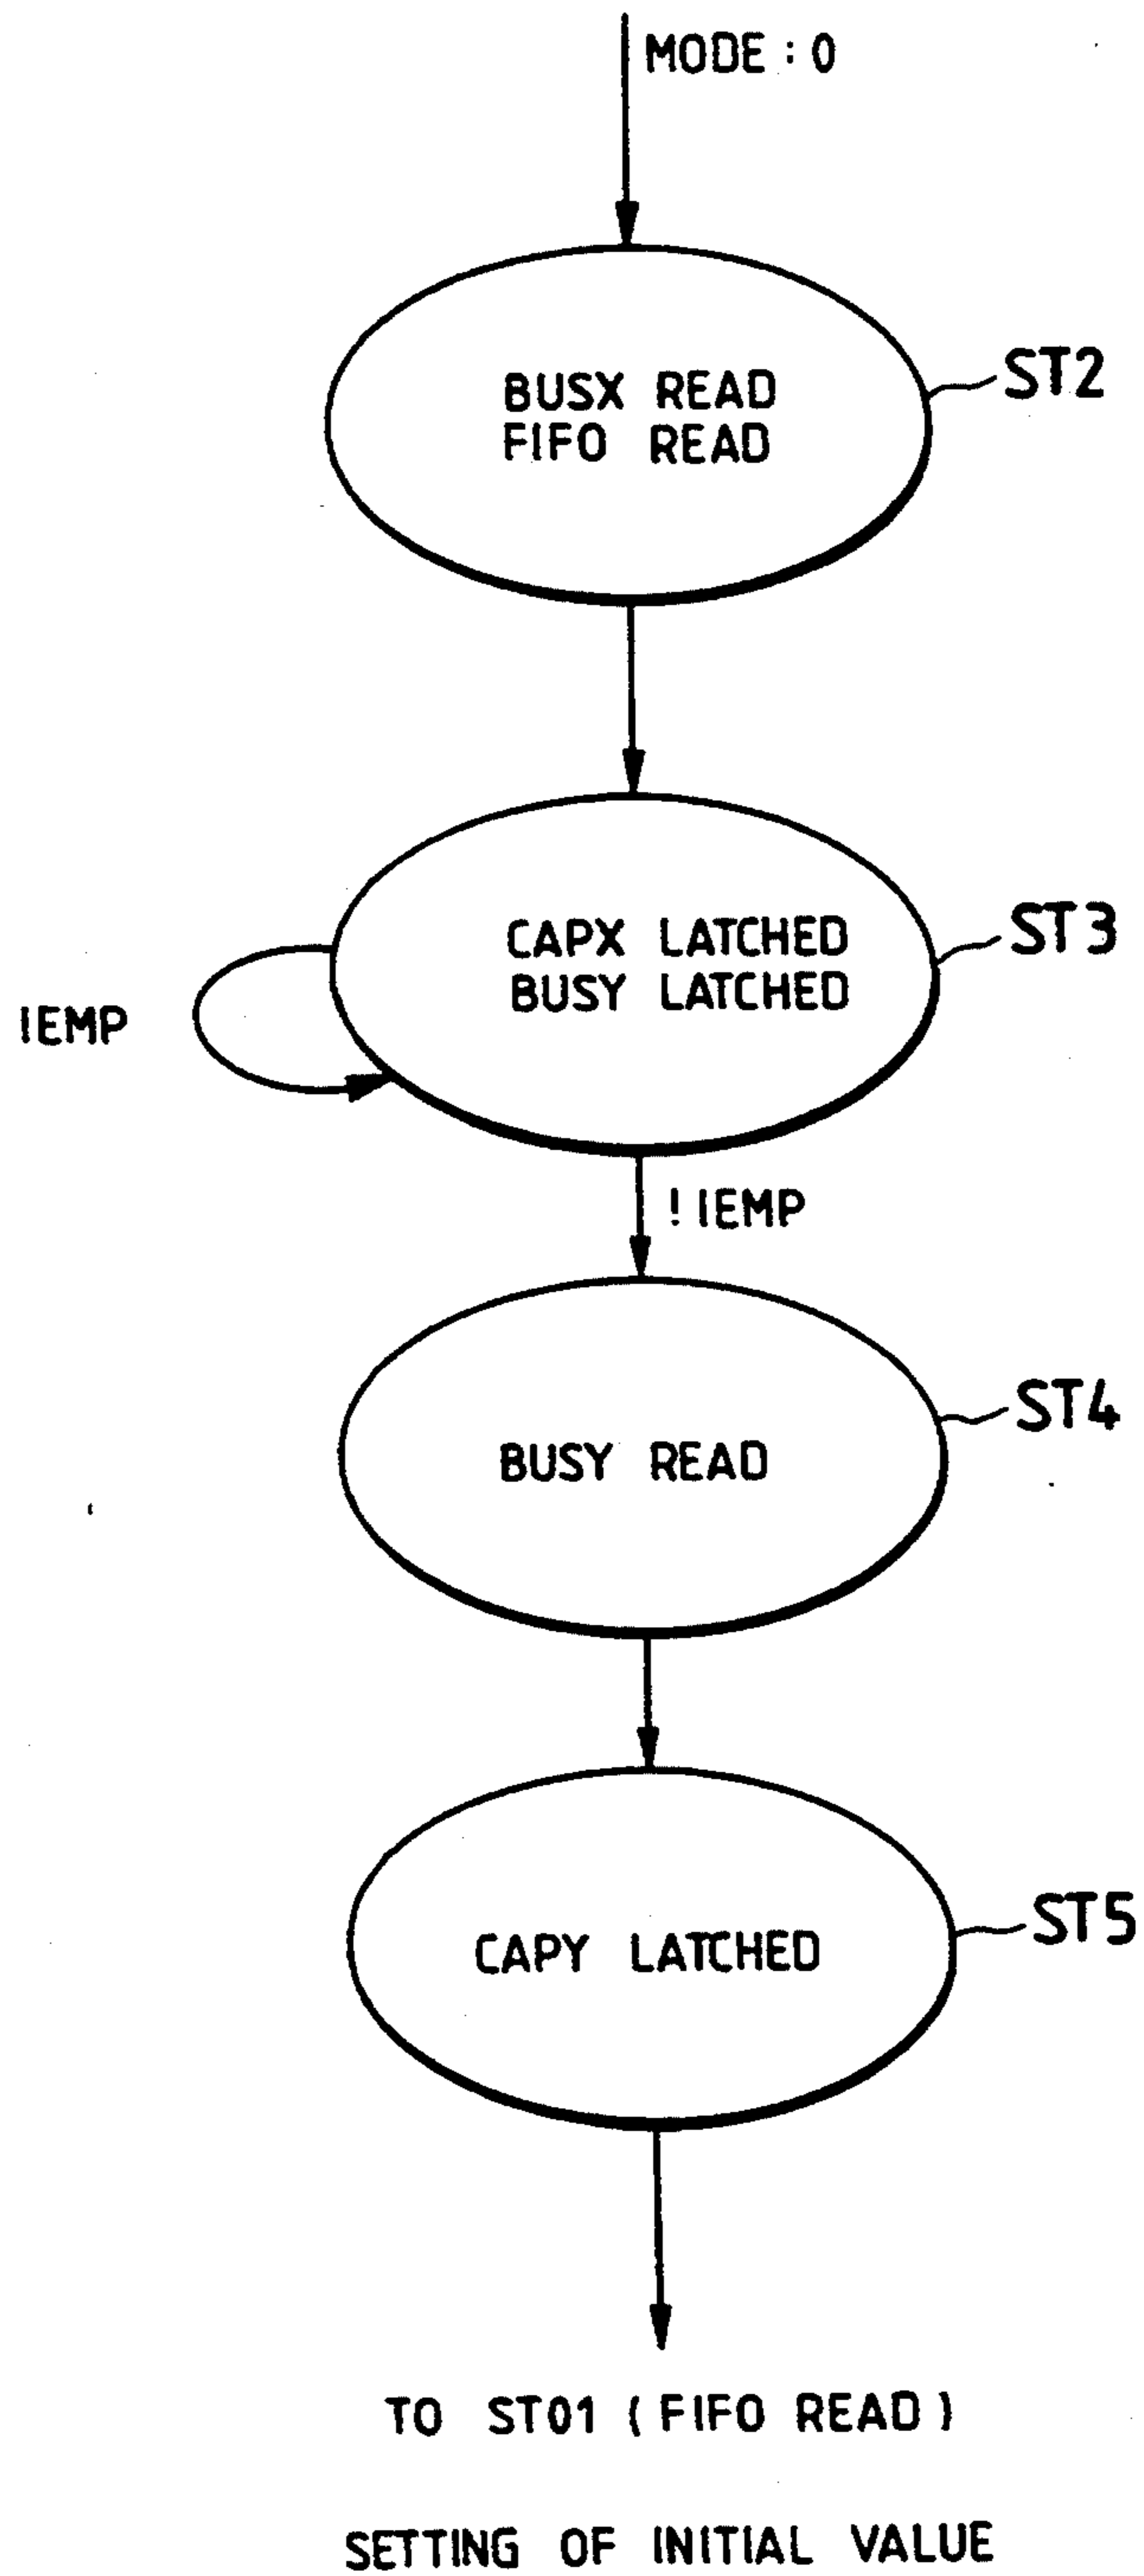 MODE : 0
BUSX READ
FIFO READ
ST2
CAPX LATCHED
BUSY LATCHED
ST3
IEMP
! IEMP
BUSY READ
ST4
CAPY LATCHED
ST5
TO ST01 ( FIFO READ )
SETTING OF INITIAL VALUE